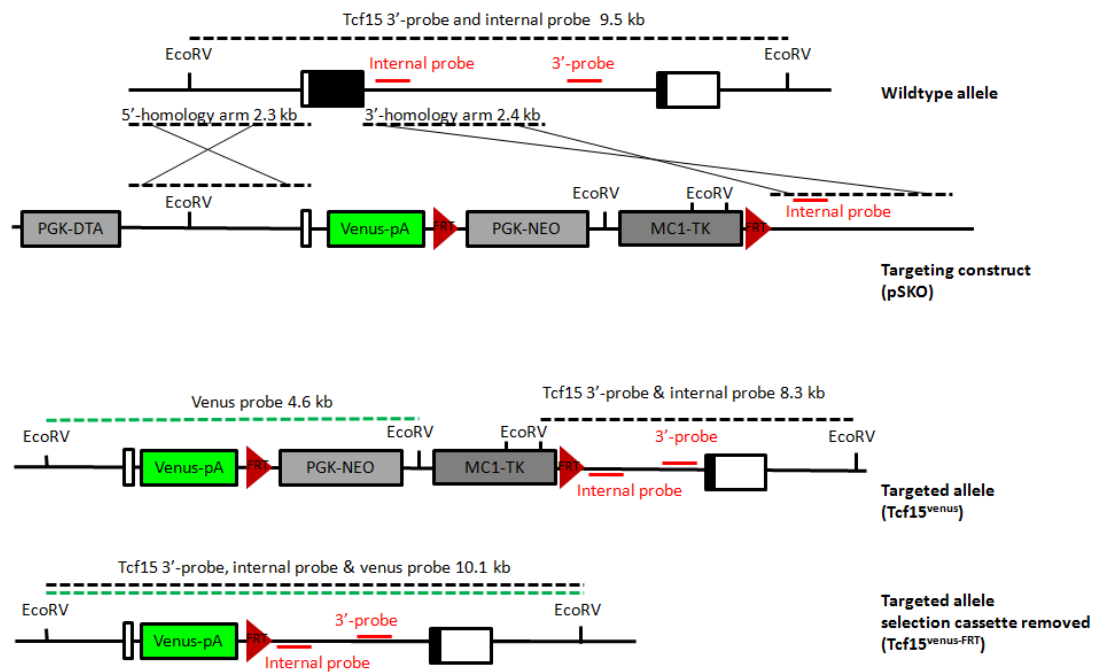 Tcf15 3’-probe and internal probe 9.5 kb
EcoRV
EcoRV
Internal probe
3’-probe
Wildtype allele
5’-homology arm 2.3 kb
3’-homology arm 2.4 kb
EcoRV
EcoRV
EcoRV
PGK-DTA
Venus-pA
FRT
PGK-NEO
MC1-TK
FRT
Internal probe
Targeting construct
(pSKO)
Tcf15 3’-probe & internal probe 8.3 kb
Venus probe 4.6 kb
EcoRV
EcoRV
EcoRV
EcoRV
3’-probe
Venus-pA
FRT
PGK-NEO
MC1-TK
FRT
Internal probe
Targeted allele
(Tcf15venus)
Tcf15 3’-probe, internal probe & venus probe 10.1 kb
EcoRV
EcoRV
3’-probe
Venus-pA
FRT
Internal probe
Targeted allele
selection cassette removed
(Tcf15venus-FRT)